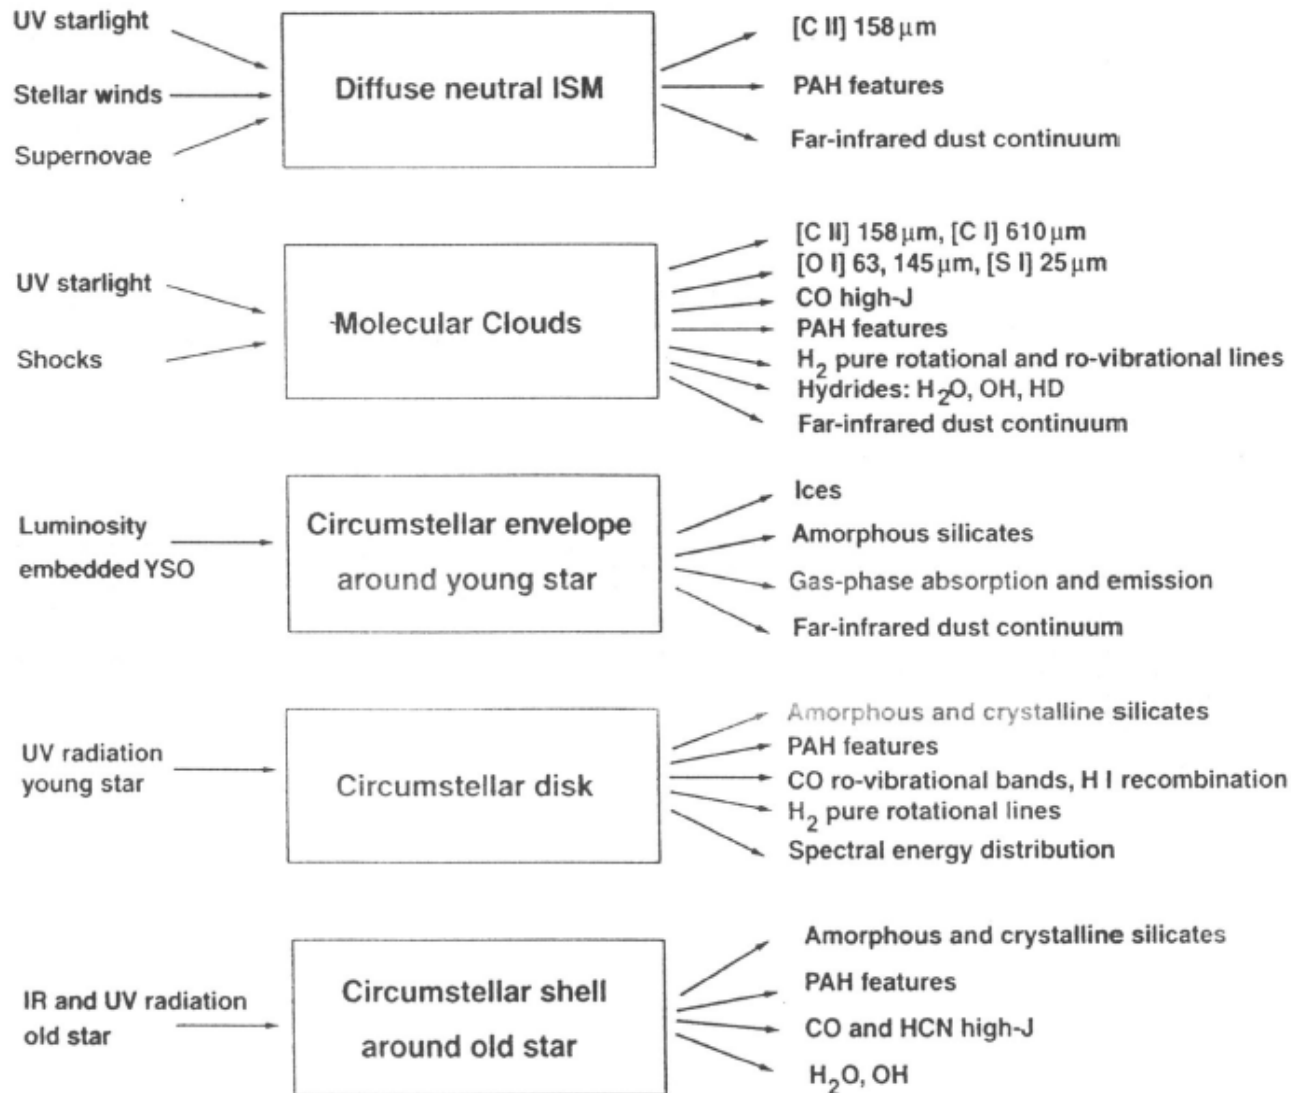 UV starlight
Stellar winds
Supernovae
Diffuse neutral ISM
[C II] 158 μm
PAH features
Far-infrared dust continuum
UV starlight
Shocks
Molecular Clouds
[C II] 158 μm, [C I] 610 μm
[O I] 63, 145 μm, [S I] 25 μm
CO high-J
PAH features
H2 pure rotational and ro-vibrational lines
Hydrides: H2O, OH, HD
Far-infrared dust continuum
Luminosity
embedded YSO
Circumstellar envelope
around young star
Ices
Amorphous silicates
Gas-phase absorption and emission
Far-infrared dust continuum
UV radiation
young star
Circumstellar disk
Amorphous and crystalline silicates
PAH features
CO ro-vibrational bands, H I recombination
H2 pure rotational lines
Spectral energy distribution
IR and UV radiation
old star
Circumstellar shell
around old star
Amorphous and crystalline silicates
PAH features
CO and HCN high-J
H2O, OH